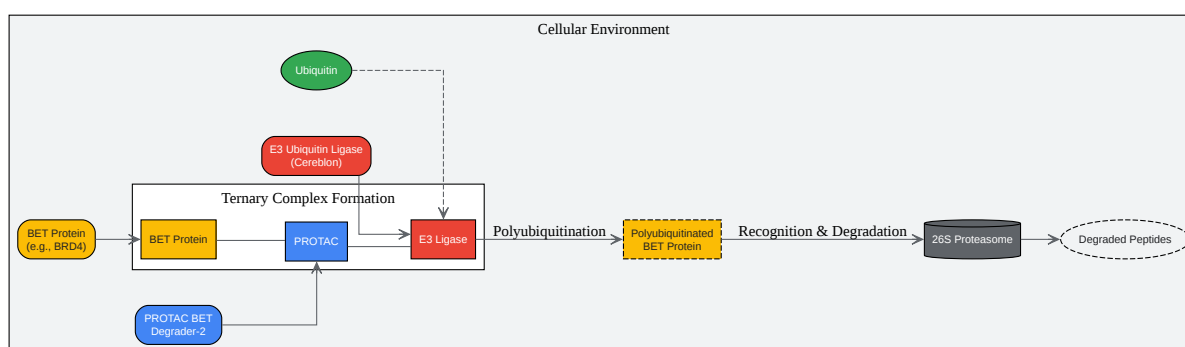 Cellular Environment
Ubiquitin
E3 Ubiquitin Ligase
(Cereblon)
Ternary Complex Formation
BET Protein
(e.g., BRD4)
BET Protein
PROTAC
E3 Ligase
Polyubiquitination
Polyubiquitinated
BET Protein
Recognition & Degradation
26S Proteasome
Degraded Peptides
PROTAC BET
Degrader-2